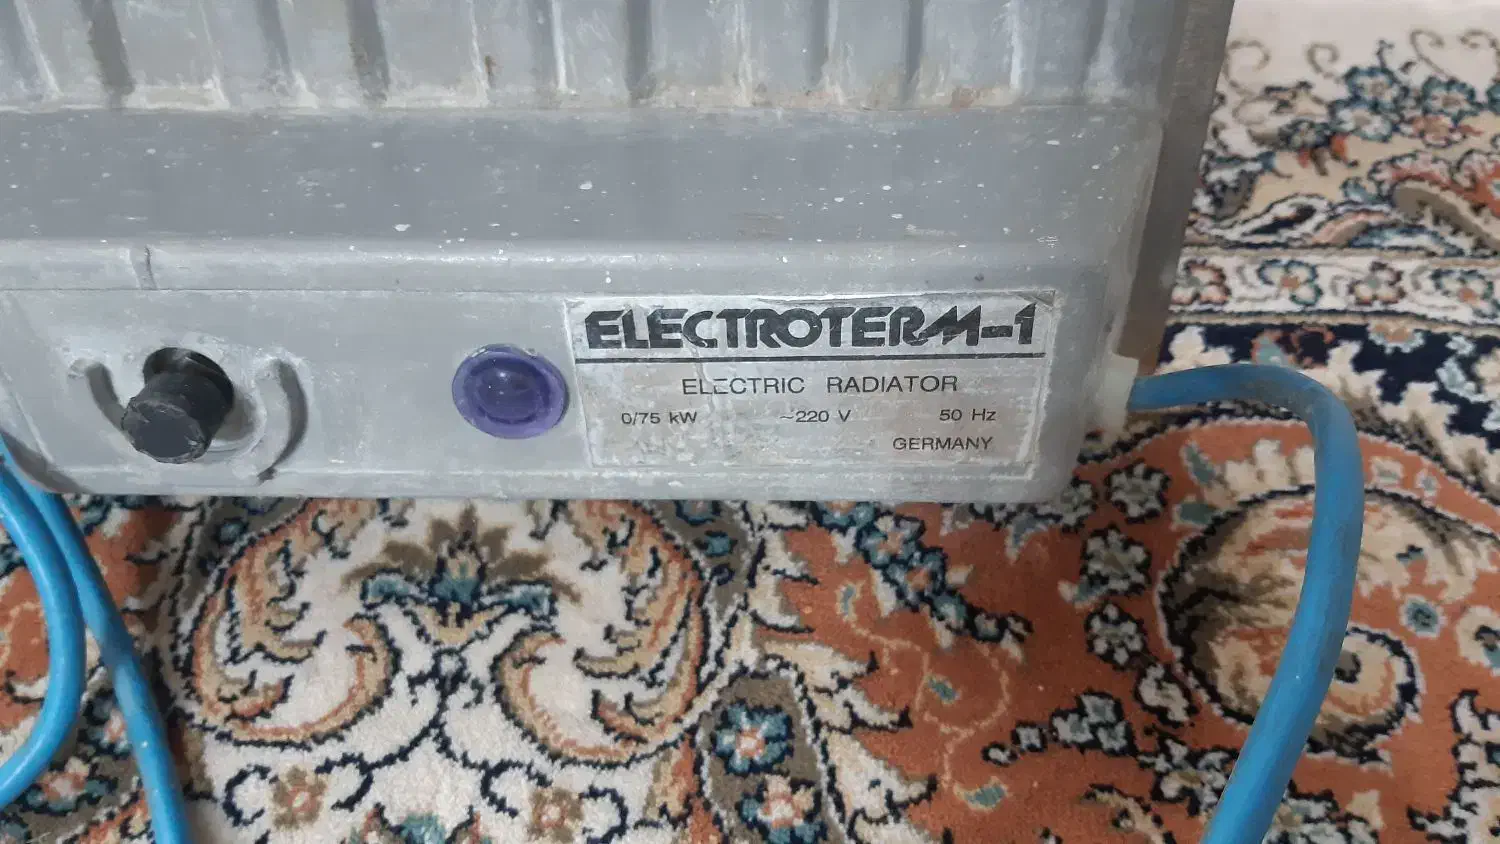 ELECTROTERM-1
ELECTRIC RADIATOR
0/75 kW ~220 V 50 Hz
GERMANY